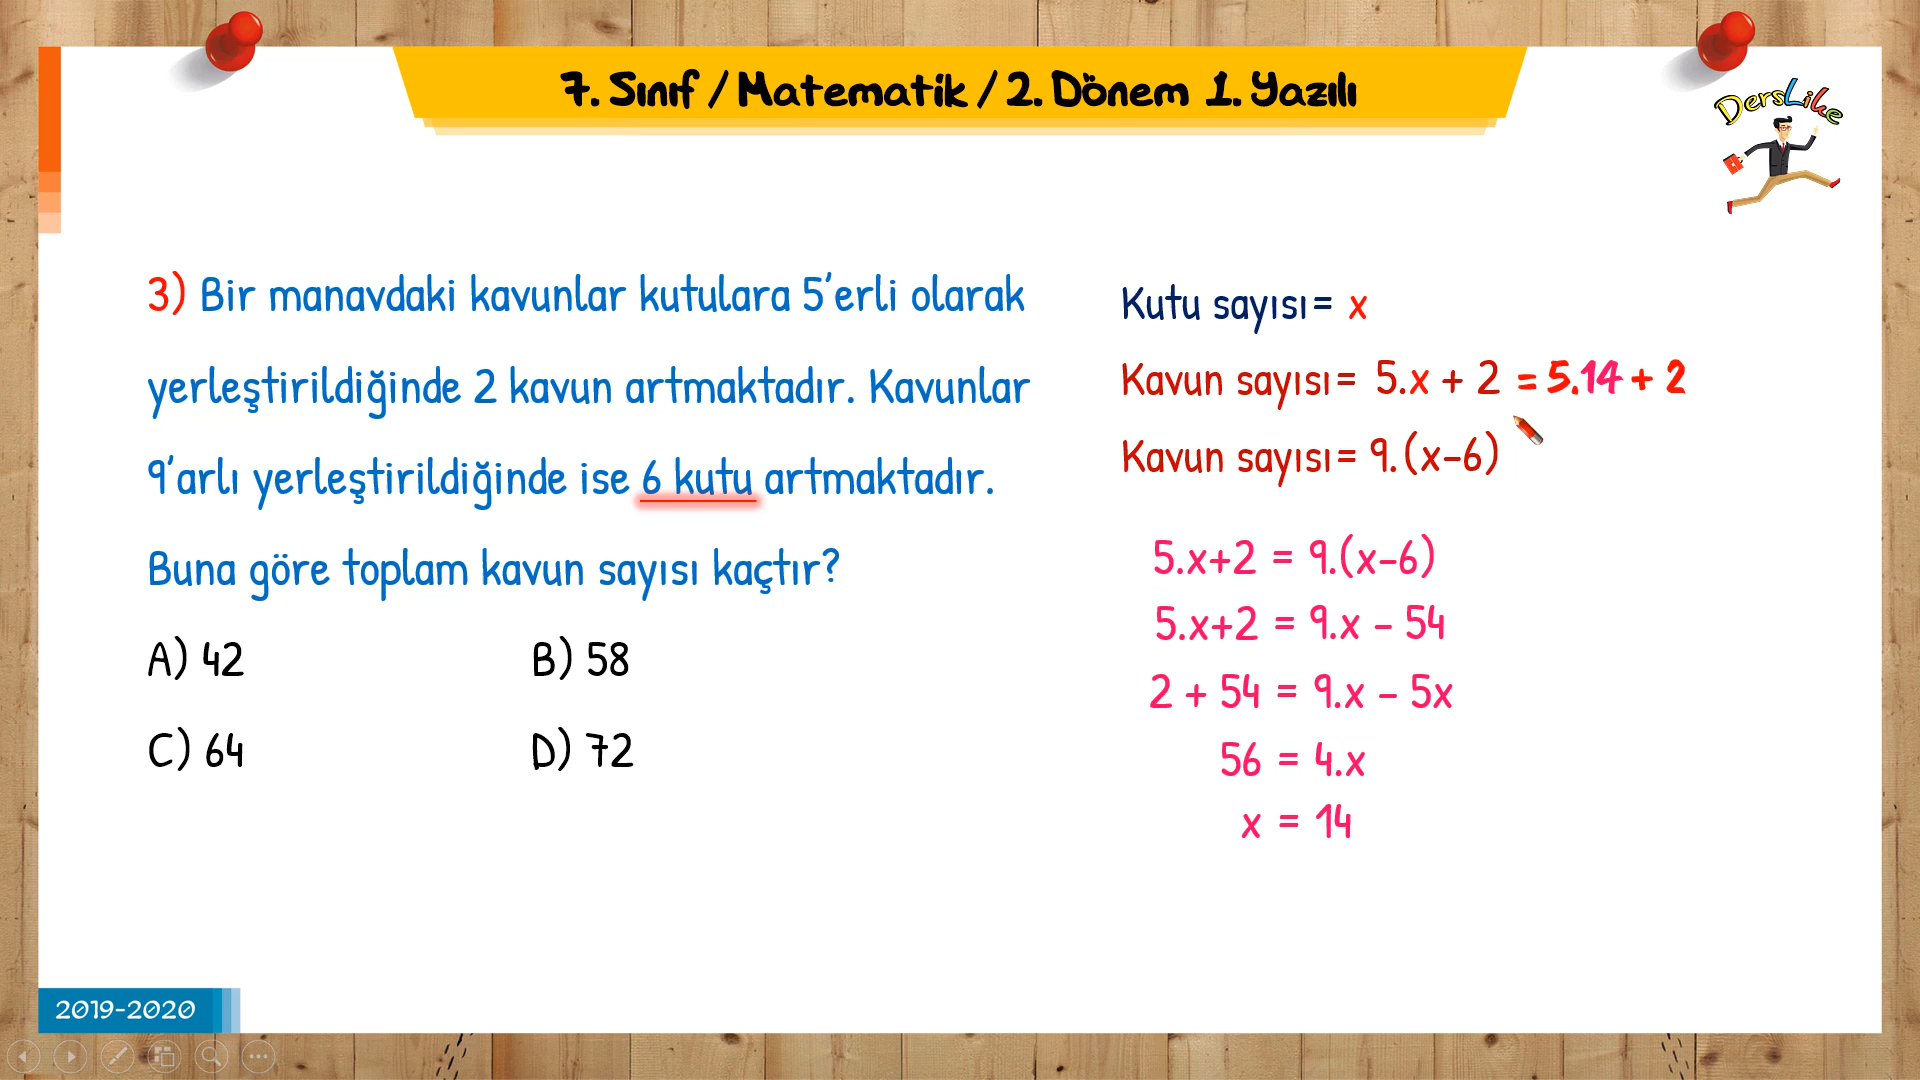 7. Sınıf / Matematik / 2. Dönem 1. Yazılı
DersLike
3) Bir manavdaki kavunlar kutulara 5'erli olarak
yerleştirildiğinde 2 kavun artmaktadır. Kavunlar
9'arlı yerleştirildiğinde ise 6 kutu artmaktadır.
Buna göre toplam kavun sayısı kaçtır?
A) 42 B) 58
C) 64 D) 72
Kutu sayısı= x
Kavun sayısı= 5.x + 2 = 5.14 + 2
Kavun sayısı= 9.(x-6)
5.x+2 = 9.(x-6)
5.x+2 = 9.x - 54
2 + 54 = 9.x - 5x
56 = 4.x
x = 14
2019-2020